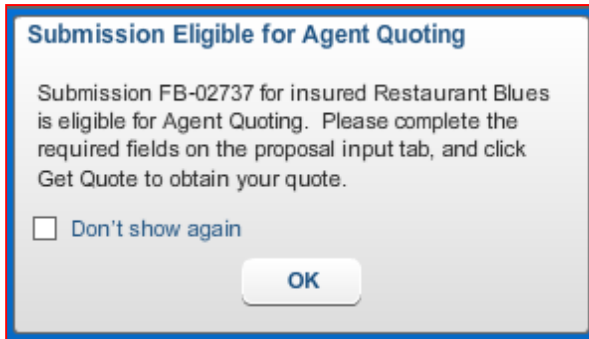 Submission Eligible for Agent Quoting
Submission FB-02737 for insured Restaurant Blues
is eligible for Agent Quoting.  Please complete the
required fields on the proposal input tab, and click
Get Quote to obtain your quote.
Don't show again
OK